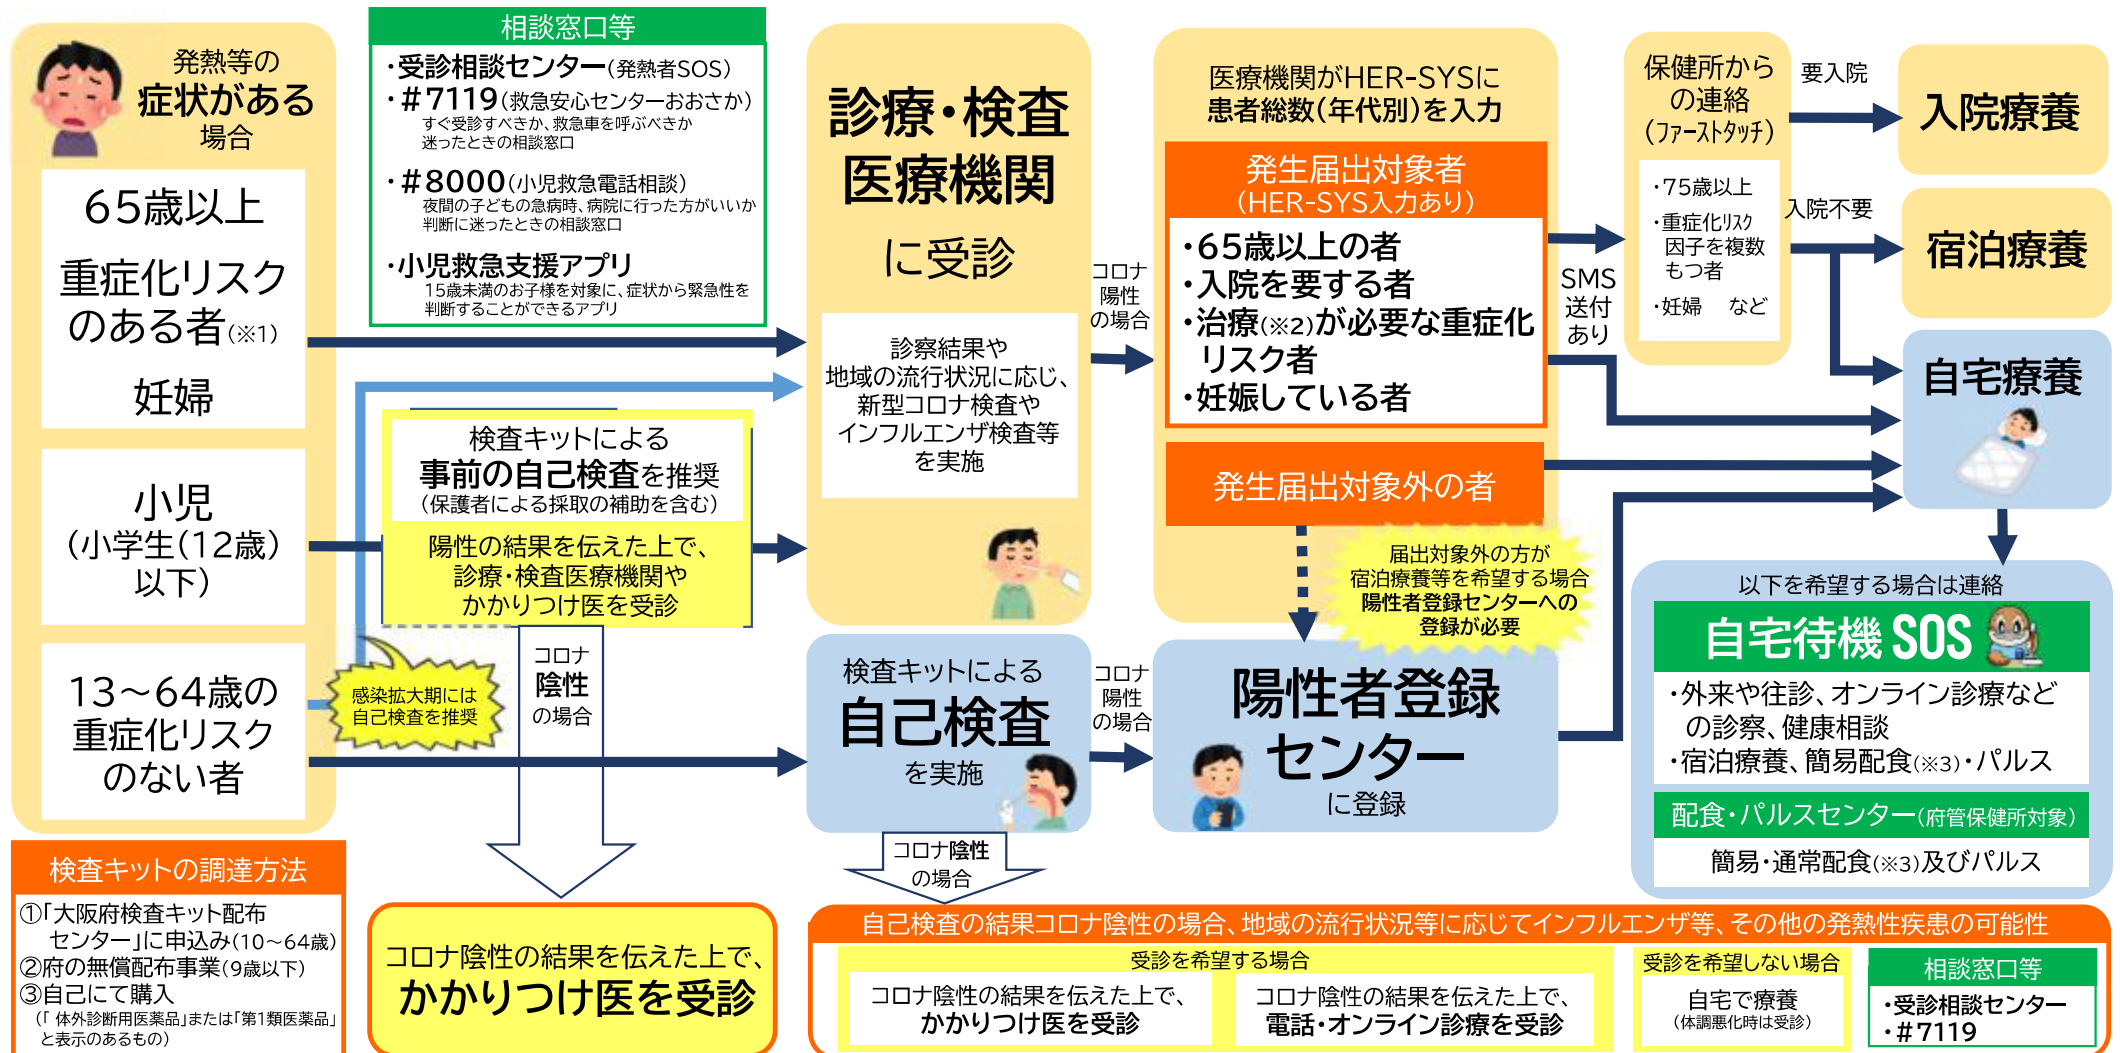 発熱等の
症状がある
場合
65歳以上
重症化リスク
のある者(※1)
妊婦
小児
(小学生(12歳)
以下)
13～64歳の
重症化リスク
のない者
相談窓口等
・受診相談センター(発熱者SOS)
・#7119(救急安心センターおおさか)
すぐ受診すべきか、救急車を呼ぶべきか
迷ったときの相談窓口
・#8000(小児救急電話相談)
夜間の子どもの急病時、病院に行った方がいいか
判断に迷ったときの相談窓口
・小児救急支援アプリ
15歳未満のお子様を対象に、症状から緊急性を
判断することができるアプリ
検査キットによる
事前の自己検査を推奨
(保護者による採取の補助を含む)
陽性の結果を伝えた上で、
診療・検査医療機関や
かかりつけ医を受診
感染拡大期には
自己検査を推奨
コロナ
陰性
の場合
診療・検査
医療機関
に受診
診察結果や
地域の流行状況に応じ、
新型コロナ検査や
インフルエンザ検査等
を実施
検査キットによる
自己検査
を実施
コロナ
陽性
の場合
コロナ
陽性
の場合
コロナ陰性
の場合
医療機関がHER-SYSに
患者総数(年代別)を入力
発生届出対象者
(HER-SYS入力あり)
・65歳以上の者
・入院を要する者
・治療(※2)が必要な重症化
リスク者
・妊娠している者
発生届出対象外の者
届出対象外の方が
宿泊療養等を希望する場合
陽性者登録センターへの
登録が必要
陽性者登録
センター
に登録
SMS
送付
あり
保健所から
の連絡
(ファーストタッチ)
・75歳以上
・重症化リスク
因子を複数
もつ者
・妊婦 など
要入院
入院不要
入院療養
宿泊療養
自宅療養
以下を希望する場合は連絡
自宅待機SOS
・外来や往診、オンライン診療など
の診察、健康相談
・宿泊療養、簡易配食(※3)・パルス
配食・パルスセンター(府管保健所対象)
簡易・通常配食(※3)及びパルス
検査キットの調達方法
①「大阪府検査キット配布
センター」に申込み(10～64歳)
②府の無償配布事業(9歳以下)
③自己にて購入
(「体外診断用医薬品」または「第1類医薬品」
と表示のあるもの)
コロナ陰性の結果を伝えた上で、
かかりつけ医を受診
自己検査の結果コロナ陰性の場合、地域の流行状況等に応じてインフルエンザ等、その他の発熱性疾患の可能性
受診を希望する場合
コロナ陰性の結果を伝えた上で、
かかりつけ医を受診
コロナ陰性の結果を伝えた上で、
電話・オンライン診療を受診
受診を希望しない場合
自宅で療養
(体調悪化時は受診)
相談窓口等
・受診相談センター
・#7119